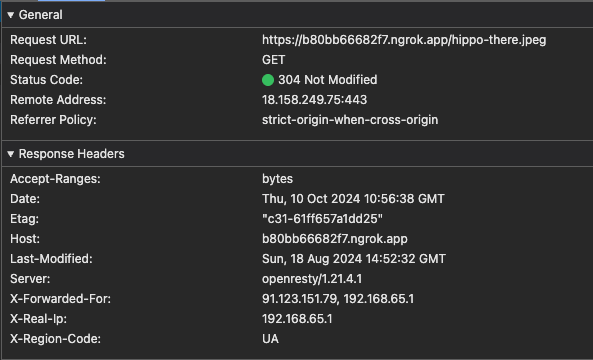 General
Request URL: https://b80bb66682f7.ngrok.app/hippo-there.jpeg
Request Method: GET
Status Code: 304 Not Modified
Remote Address: 18.158.249.75:443
Referrer Policy: strict-origin-when-cross-origin
Response Headers
Accept-Ranges: bytes
Date: Thu, 10 Oct 2024 10:56:38 GMT
Etag: "c31-61ff657a1dd25"
Host: b80bb66682f7.ngrok.app
Last-Modified: Sun, 18 Aug 2024 14:52:32 GMT
Server: openresty/1.21.4.1
X-Forwarded-For: 91.123.151.79, 192.168.65.1
X-Real-Ip: 192.168.65.1
X-Region-Code: UA